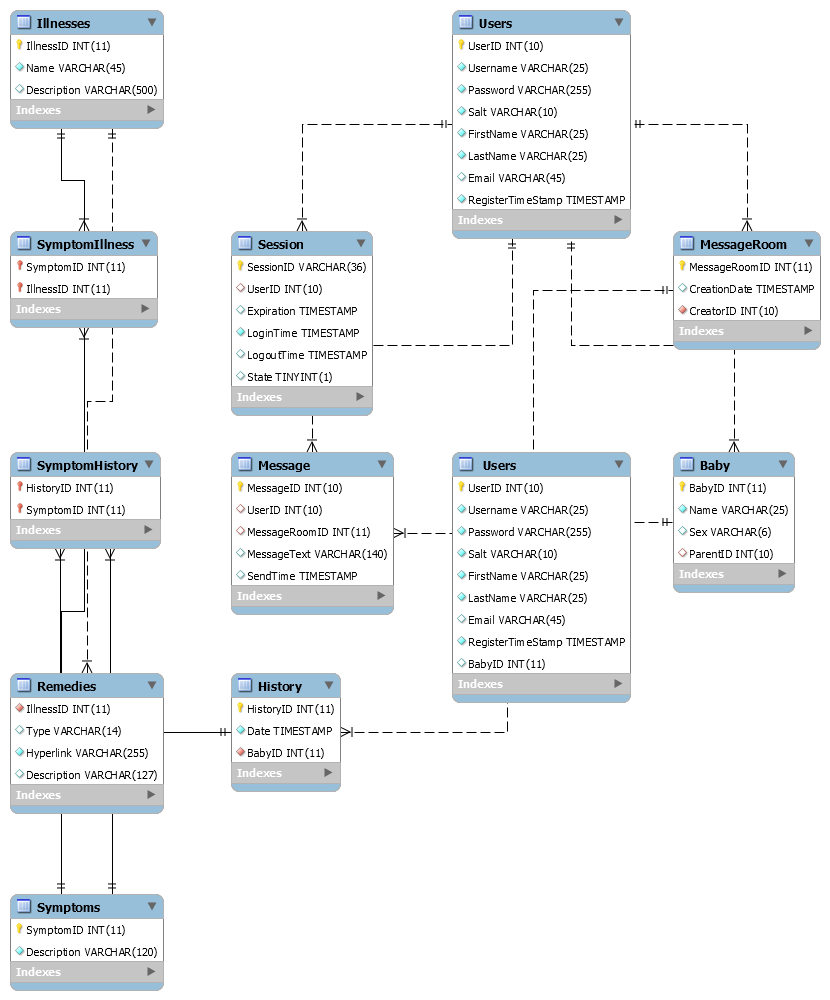 Illnesses
IllnessID INT(11)
Name VARCHAR(45)
Description VARCHAR(500)
Indexes
Users
UserID INT(10)
Username VARCHAR(25)
Password VARCHAR(255)
Salt VARCHAR(10)
FirstName VARCHAR(25)
LastName VARCHAR(25)
Email VARCHAR(45)
RegisterTimeStamp TIMESTAMP
Indexes
SymptomIllness
SymptomID INT(11)
IllnessID INT(11)
Indexes
Session
SessionID VARCHAR(36)
UserID INT(10)
Expiration TIMESTAMP
LoginTime TIMESTAMP
LogoutTime TIMESTAMP
State TINYINT(1)
Indexes
MessageRoom
MessageRoomID INT(11)
CreationDate TIMESTAMP
CreatorID INT(10)
Indexes
SymptomHistory
HistoryID INT(11)
SymptomID INT(11)
Indexes
Message
MessageID INT(10)
UserID INT(10)
MessageRoomID INT(11)
MessageText VARCHAR(140)
SendTime TIMESTAMP
Indexes
Users
UserID INT(10)
Username VARCHAR(25)
Password VARCHAR(255)
Salt VARCHAR(10)
FirstName VARCHAR(25)
LastName VARCHAR(25)
Email VARCHAR(45)
RegisterTimeStamp TIMESTAMP
BabyID INT(11)
Indexes
Baby
BabyID INT(11)
Name VARCHAR(25)
Sex VARCHAR(6)
ParentID INT(10)
Indexes
Remedies
IllnessID INT(11)
Type VARCHAR(14)
Hyperlink VARCHAR(255)
Description VARCHAR(127)
Indexes
History
HistoryID INT(11)
Date TIMESTAMP
BabyID INT(11)
Indexes
Symptoms
SymptomID INT(11)
Description VARCHAR(120)
Indexes